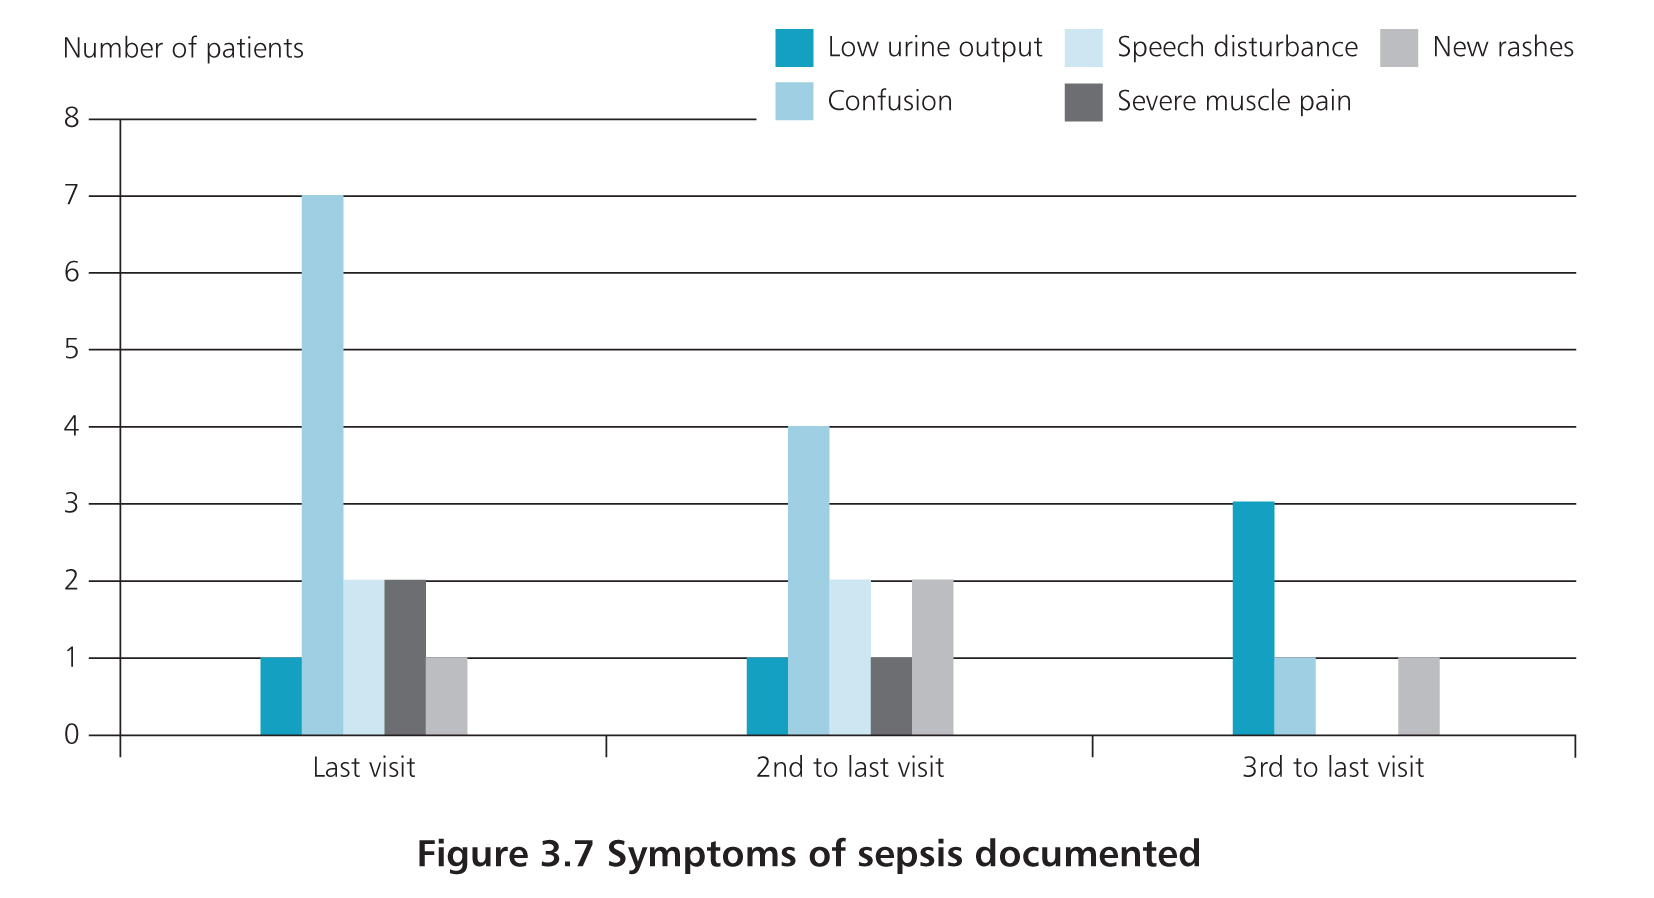 Number of patients
Low urine output
Speech disturbance
New rashes
Confusion
Severe muscle pain
8
7
6
5
4
3
2
1
0
Last visit
2nd to last visit
3rd to last visit
Figure 3.7 Symptoms of sepsis documented